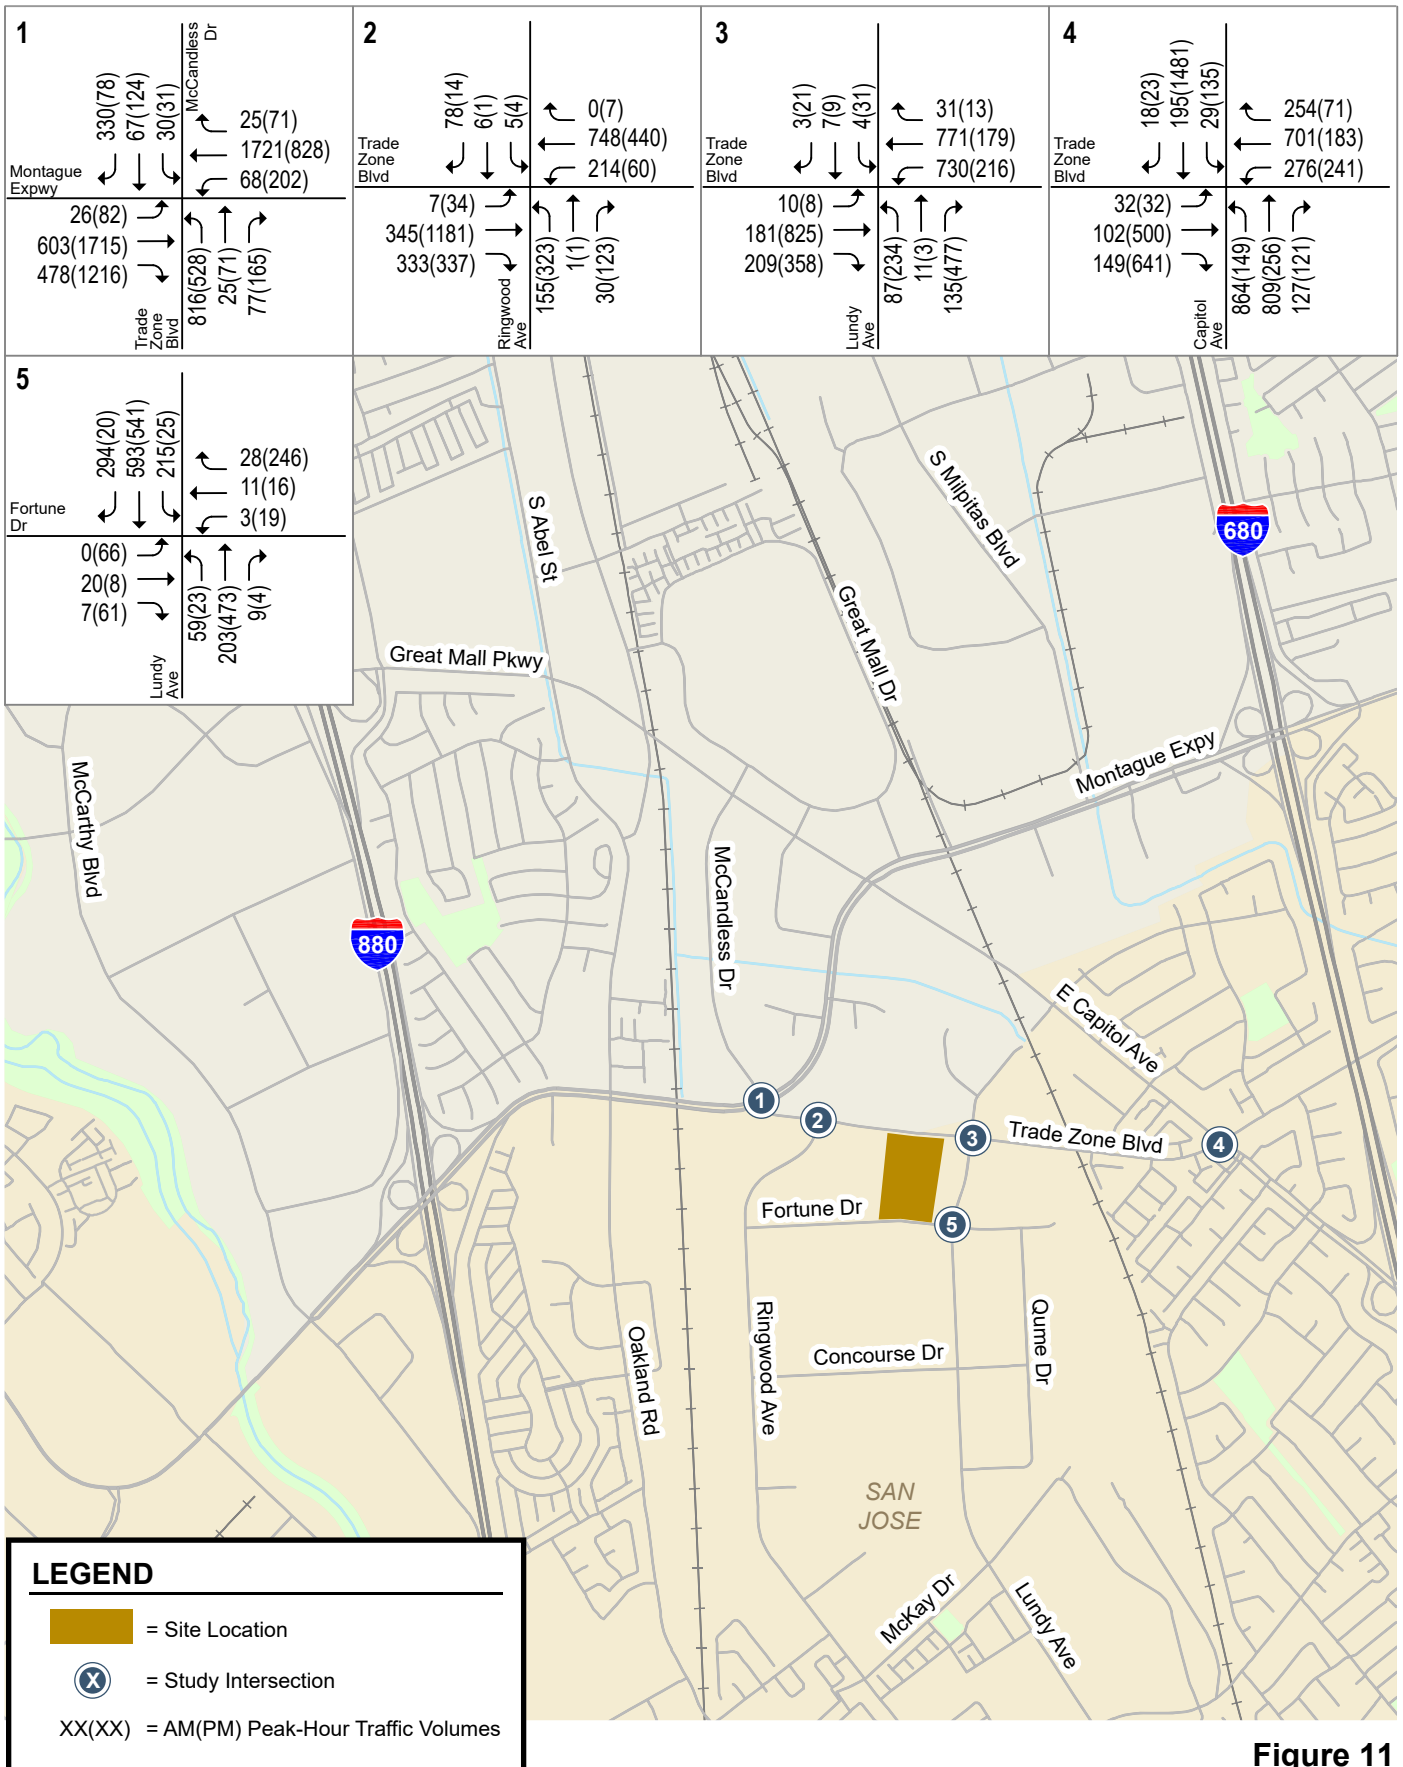 1
McCandless
Dr
330(78)
67(124)
30(31)
25(71)
1721(828)
68(202)
Montague
Expwy
26(82)
603(1715)
478(1216)
816(528)
25(71)
77(165)
Trade
Zone
Blvd
2
78(14)
6(1)
5(4)
0(7)
748(440)
214(60)
Trade
Zone
Blvd
7(34)
345(1181)
333(337)
155(323)
1(1)
30(123)
Ringwood
Ave
3
3(21)
7(9)
4(31)
31(13)
771(179)
730(216)
Trade
Zone
Blvd
10(8)
181(825)
209(358)
87(234)
11(3)
135(477)
Lundy
Ave
4
18(23)
195(1481)
29(135)
254(71)
701(183)
276(241)
Trade
Zone
Blvd
32(32)
102(500)
149(641)
864(149)
809(256)
127(121)
Capitol
Ave
5
294(20)
593(541)
215(25)
28(246)
11(16)
3(19)
Fortune
Dr
0(66)
20(8)
7(61)
59(23)
203(473)
9(4)
Lundy
Ave
S Abel St
S Milpitas Blvd
680
Great Mall Dr
Great Mall Pkwy
Montague Expy
McCarthy Blvd
McCandless Dr
880
E Capitol Ave
1
2
3
Trade Zone Blvd
4
Fortune Dr
5
Ringwood Ave
Qume Dr
Oakland Rd
Concourse Dr
SAN
JOSE
McKay Dr
Lundy Ave
LEGEND
= Site Location
X
= Study Intersection
XX(XX) = AM(PM) Peak-Hour Traffic Volumes
Figure 11